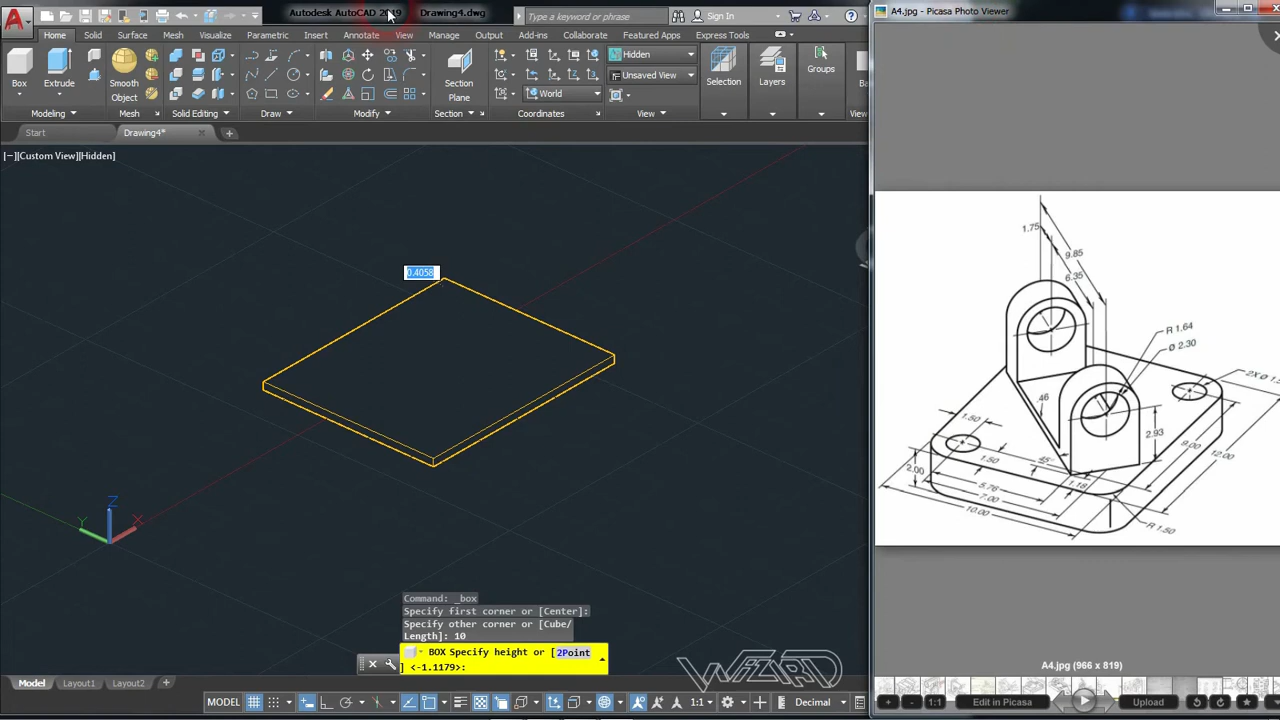 Autodesk AutoCAD 2019 Drawing4.dwg
Type a keyword or phrase
Sign In
Home Solid Surface Mesh Visualize Parametric Insert Annotate View Manage Output Add-ins Collaborate Featured Apps Express Tools
Box
Extrude
Smooth
Object
Section
Plane
Hidden
Unsaved View
World
Selection
Layers
Groups
Modeling
Mesh
Solid Editing
Draw
Modify
Section
Coordinates
View
Start
Drawing4*
[−][Custom View][Hidden]
0.4058
Z
Y
X
Command: _box
Specify first corner or [Center]:
Specify other corner or [Cube/
Length]: 10
BOX Specify height or [2Point
] <-1.1179>:
WIZARD
Model Layout1 Layout2
MODEL
1:1
Decimal
A4.jpg - Picasa Photo Viewer
1.75
9.85
6.35
R 1.64
Ø 2.30
.46
1.50
2.93
1.50
45°
9.00
12.00
2.00
1.18
5.76
7.00
10.00
R 1.50
A4.jpg (966 x 819)
1:1
Edit in Picasa
Upload